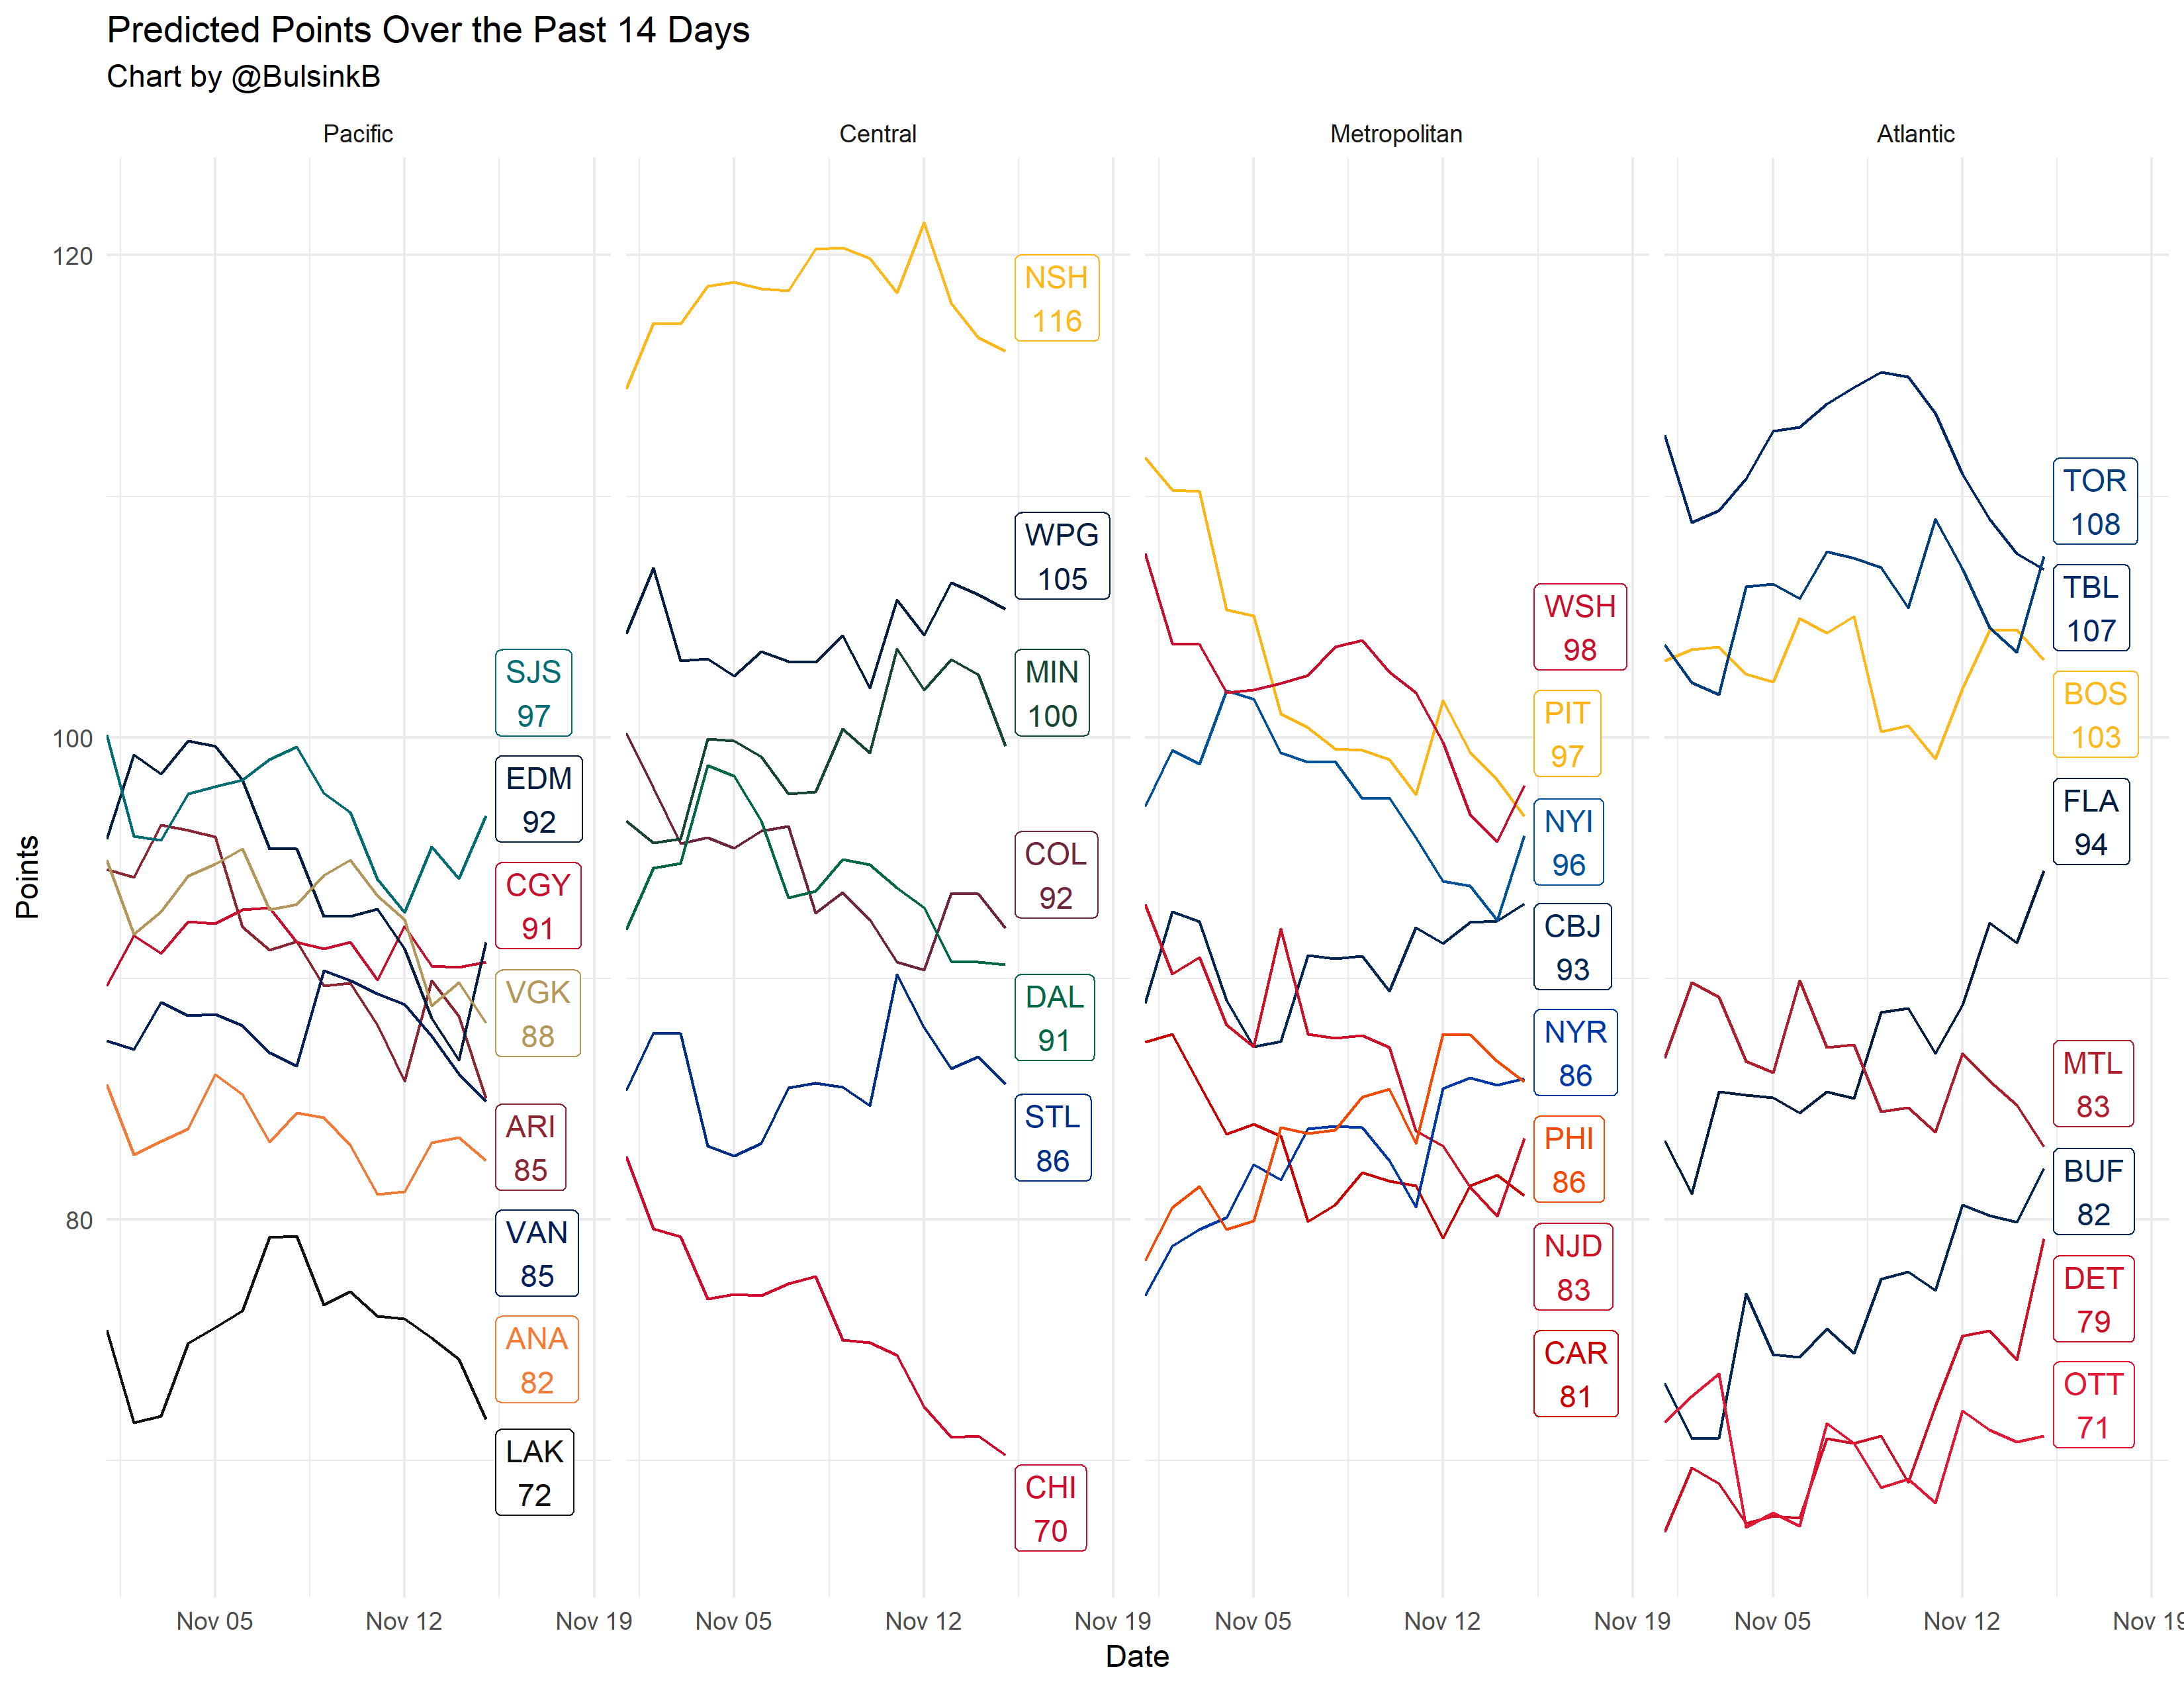 Predicted Points Over the Past 14 Days
Chart by @BulsinkB
Pacific
Central
Metropolitan
Atlantic
Points
120
100
80
SJS
97
EDM
92
CGY
91
VGK
88
ARI
85
VAN
85
ANA
82
LAK
72
NSH
116
WPG
105
MIN
100
COL
92
DAL
91
STL
86
CHI
70
WSH
98
PIT
97
NYI
96
CBJ
93
NYR
86
PHI
86
NJD
83
CAR
81
TOR
108
TBL
107
BOS
103
FLA
94
MTL
83
BUF
82
DET
79
OTT
71
Nov 05
Nov 12
Nov 19
Nov 05
Nov 12
Nov 19
Nov 05
Nov 12
Nov 19
Nov 05
Nov 12
Nov 19
Date